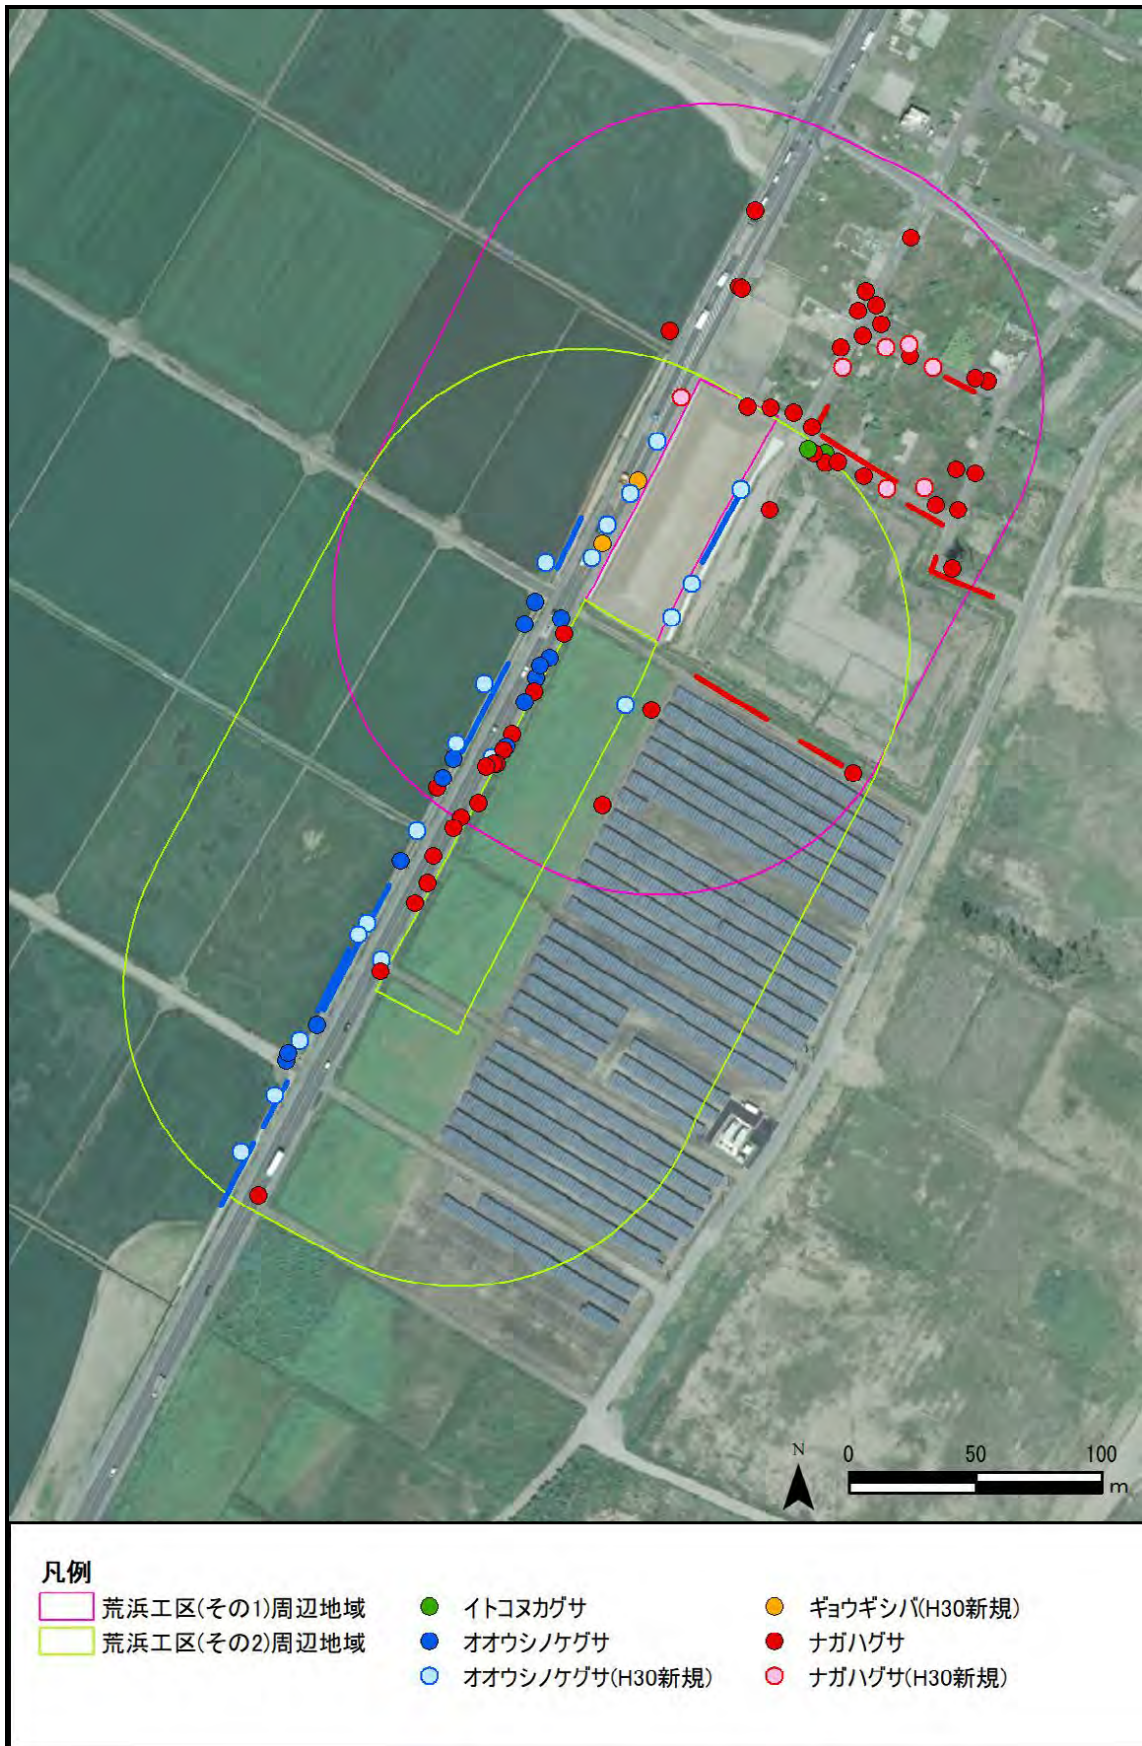 N
0 50 100
m
凡例
荒浜工区(その1)周辺地域
荒浜工区(その2)周辺地域
イトコヌカグサ
オオウシノケグサ
オオウシノケグサ(H30新規)
ギョウギシバ(H30新規)
ナガハグサ
ナガハグサ(H30新規)